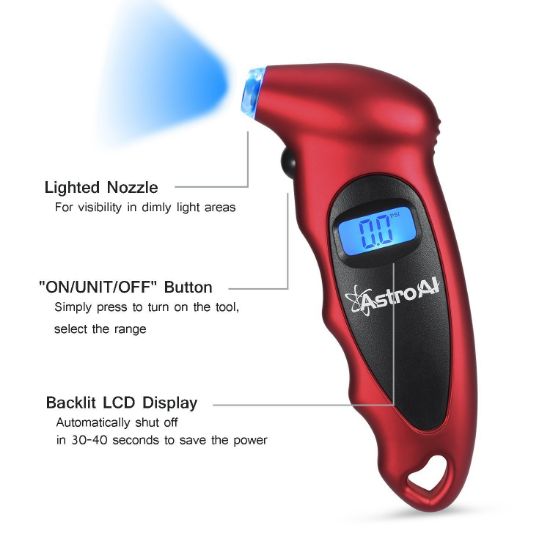 Lighted Nozzle
For visibility in dimly light areas
"ON/UNIT/OFF" Button
Simply press to turn on the tool,
select the range
Backlit LCD Display
Automatically shut off
in 30-40 seconds to save the power
0.0 PSI
AstroAI